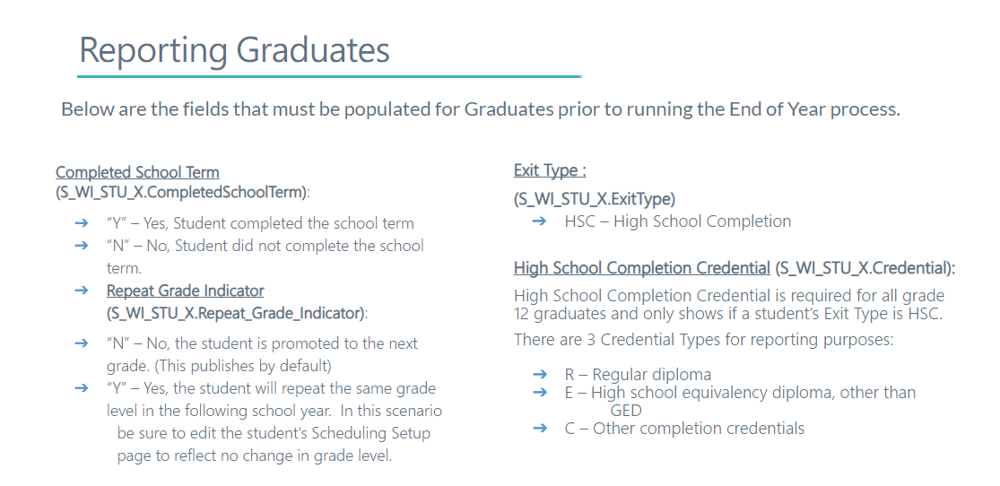 Reporting Graduates
Below are the fields that must be populated for Graduates prior to running the End of Year process.
Completed School Term
(S_WI_STU_X.CompletedSchoolTerm):
➔ “Y” – Yes, Student completed the school term
➔ “N” – No, Student did not complete the school
term.
➔ Repeat Grade Indicator
(S_WI_STU_X.Repeat_Grade_Indicator):
➔ “N” – No, the student is promoted to the next
grade. (This publishes by default)
➔ “Y” – Yes, the student will repeat the same grade
level in the following school year. In this scenario
be sure to edit the student’s Scheduling Setup
page to reflect no change in grade level.
Exit Type :
(S_WI_STU_X.ExitType)
➔ HSC – High School Completion
High School Completion Credential (S_WI_STU_X.Credential):
High School Completion Credential is required for all grade
12 graduates and only shows if a student’s Exit Type is HSC.
There are 3 Credential Types for reporting purposes:
➔ R – Regular diploma
➔ E – High school equivalency diploma, other than
GED
➔ C – Other completion credentials